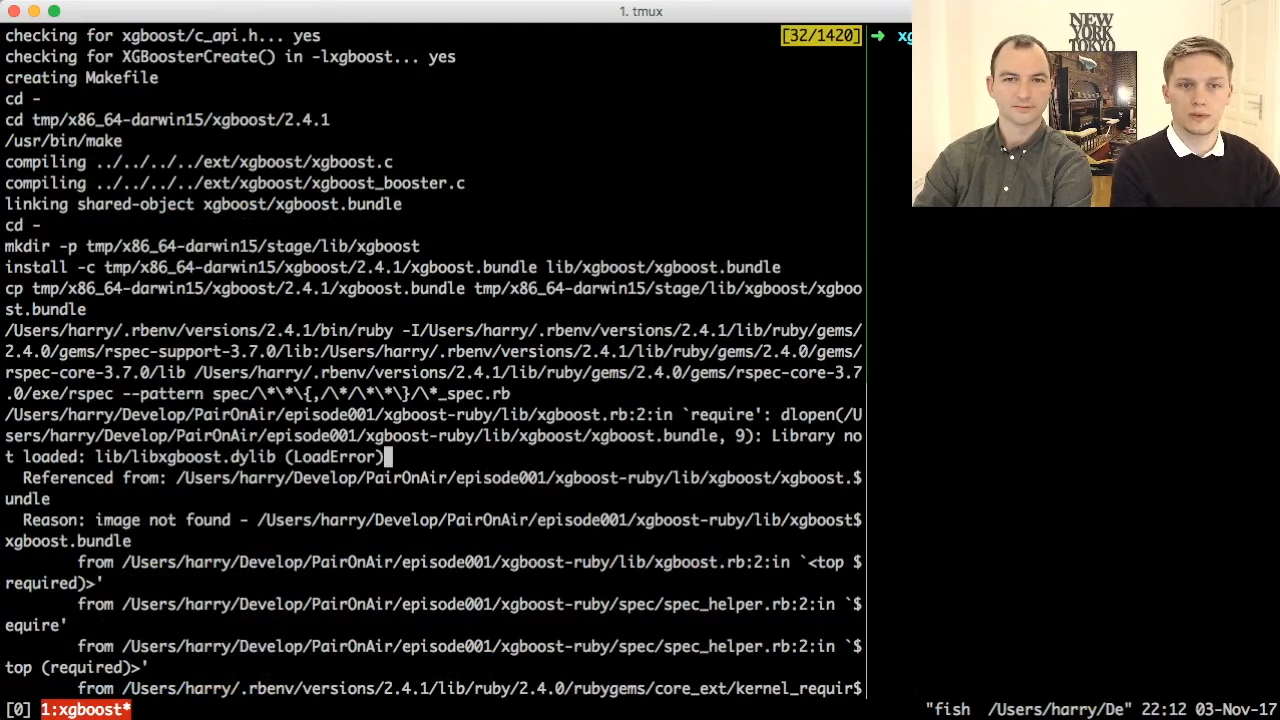 1. tmux
checking for xgboost/c_api.h... yes
[32/1420]
➜ xg
checking for XGBoosterCreate() in -lxgboost... yes
creating Makefile
cd -
cd tmp/x86_64-darwin15/xgboost/2.4.1
/usr/bin/make
compiling ../../../../ext/xgboost/xgboost.c
compiling ../../../../ext/xgboost/xgboost_booster.c
linking shared-object xgboost/xgboost.bundle
cd -
mkdir -p tmp/x86_64-darwin15/stage/lib/xgboost
install -c tmp/x86_64-darwin15/xgboost/2.4.1/xgboost.bundle lib/xgboost/xgboost.bundle
cp tmp/x86_64-darwin15/xgboost/2.4.1/xgboost.bundle tmp/x86_64-darwin15/stage/lib/xgboost/xgboo
st.bundle
/Users/harry/.rbenv/versions/2.4.1/bin/ruby -I/Users/harry/.rbenv/versions/2.4.1/lib/ruby/gems/
2.4.0/gems/rspec-support-3.7.0/lib:/Users/harry/.rbenv/versions/2.4.1/lib/ruby/gems/2.4.0/gems/
rspec-core-3.7.0/lib /Users/harry/.rbenv/versions/2.4.1/lib/ruby/gems/2.4.0/gems/rspec-core-3.7
.0/exe/rspec --pattern spec/\*\*\{,/\*/\*\*\}/\*_spec.rb
/Users/harry/Develop/PairOnAir/episode001/xgboost-ruby/lib/xgboost.rb:2:in `require': dlopen(/U
sers/harry/Develop/PairOnAir/episode001/xgboost-ruby/lib/xgboost/xgboost.bundle, 9): Library no
t loaded: lib/libxgboost.dylib (LoadError)
Referenced from: /Users/harry/Develop/PairOnAir/episode001/xgboost-ruby/lib/xgboost/xgboost.$
undle
Reason: image not found - /Users/harry/Develop/PairOnAir/episode001/xgboost-ruby/lib/xgboost$
xgboost.bundle
from /Users/harry/Develop/PairOnAir/episode001/xgboost-ruby/lib/xgboost.rb:2:in `<top $
required)>'
from /Users/harry/Develop/PairOnAir/episode001/xgboost-ruby/spec/spec_helper.rb:2:in `$
equire'
from /Users/harry/Develop/PairOnAir/episode001/xgboost-ruby/spec/spec_helper.rb:2:in `$
top (required)>'
from /Users/harry/.rbenv/versions/2.4.1/lib/ruby/2.4.0/rubygems/core_ext/kernel_requir$
[0] 1:xgboost*
"fish /Users/harry/De" 22:12 03-Nov-17
NEW
YORK
TOKYO